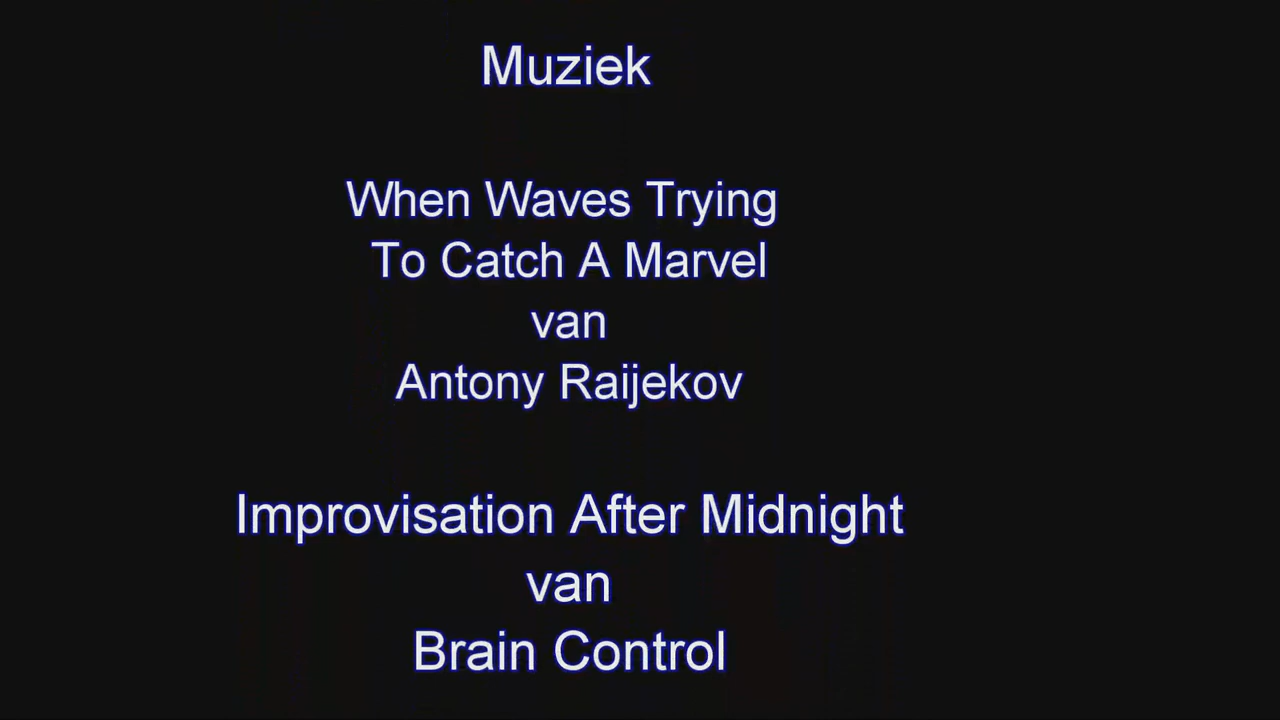 Muziek
When Waves Trying
To Catch A Marvel
van
Antony Raijekov
Improvisation After Midnight
van
Brain Control